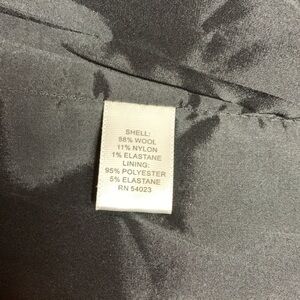 SHELL:
88% WOOL
11% NYLON
1% ELASTANE
LINING:
95% POLYESTER
5% ELASTANE
RN 54023